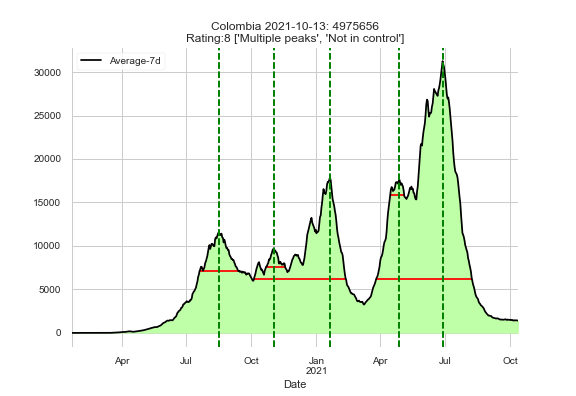 Colombia 2021-10-13: 4975656
Rating:8 ['Multiple peaks', 'Not in control']
Average-7d
30000
25000
20000
15000
10000
5000
0
Apr
Jul
Oct
Jan
2021
Apr
Jul
Oct
Date